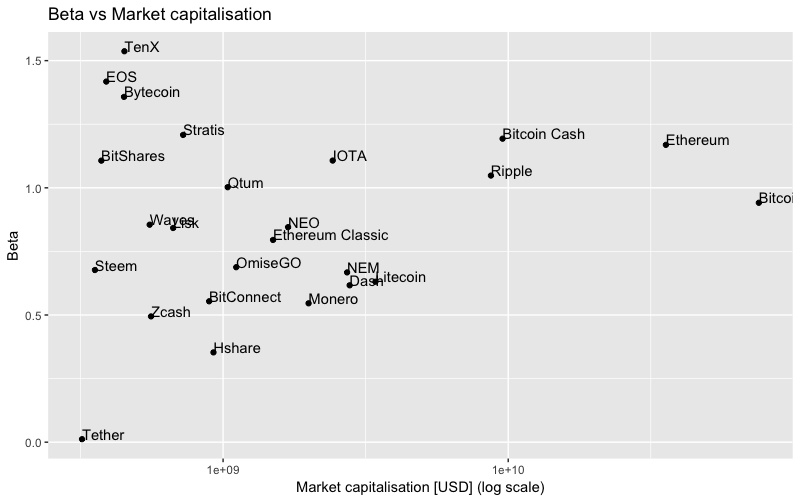 Beta vs Market capitalisation
TenX
EOS
Bytecoin
Stratis
BitShares
IOTA
Bitcoin Cash
Ethereum
Ripple
Qtum
Bitcoi
Waves
Lisk
NEO
Ethereum Classic
Steem
OmiseGO
NEM
Dash
Litecoin
BitConnect
Monero
Zcash
Hshare
Tether
1.5
1.0
0.5
0.0
Beta
1e+09
1e+10
Market capitalisation [USD] (log scale)